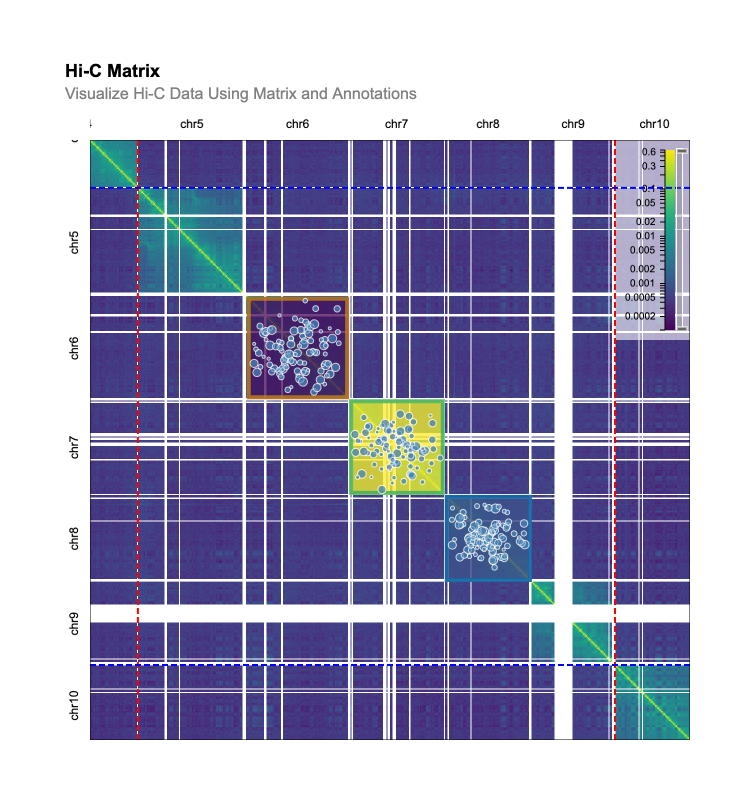 Hi-C Matrix
Visualize Hi-C Data Using Matrix and Annotations
chr5 chr6 chr7 chr8 chr9 chr10
0.6
0.3
0.1
0.05
0.02
0.01
0.005
0.002
0.001
0.0005
0.0002
chr5
chr6
chr7
chr8
chr9
chr10